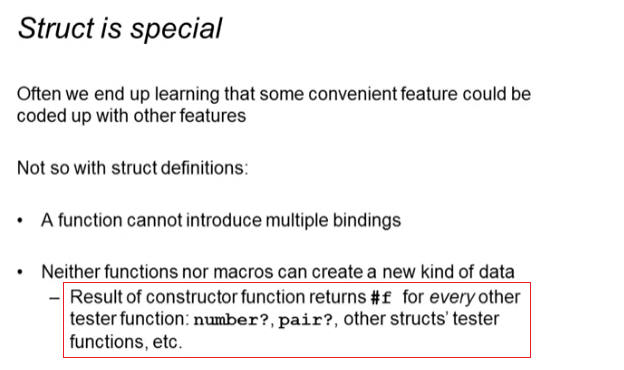 Struct is special
Often we end up learning that some convenient feature could be
coded up with other features
Not so with struct definitions:
• A function cannot introduce multiple bindings
• Neither functions nor macros can create a new kind of data
– Result of constructor function returns #f for every other
tester function: number?, pair?, other structs' tester
functions, etc.